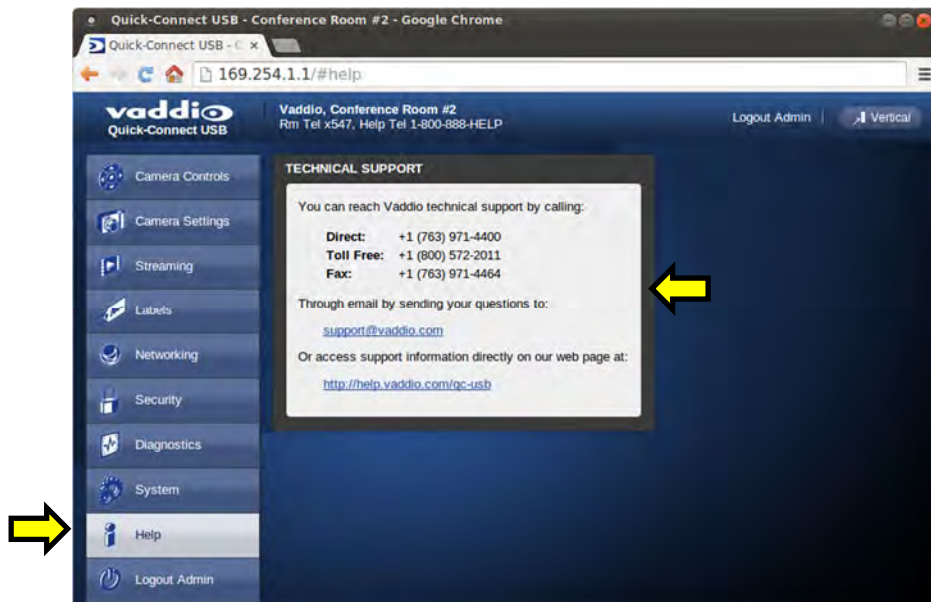 Quick-Connect USB - Conference Room #2 - Google Chrome
Quick-Connect USB - C ×
169.254.1.1/#help
vaddio
Quick-Connect USB
Vaddio, Conference Room #2
Rm Tel x547, Help Tel 1-800-888-HELP
Logout Admin
Vertical
Camera Controls
Camera Settings
Streaming
Labels
Networking
Security
Diagnostics
System
Help
Logout Admin
TECHNICAL SUPPORT
You can reach Vaddio technical support by calling:
Direct: +1 (763) 971-4400
Toll Free: +1 (800) 572-2011
Fax: +1 (763) 971-4464
Through email by sending your questions to:
support@vaddio.com
Or access support information directly on our web page at:
http://help.vaddio.com/qc-usb